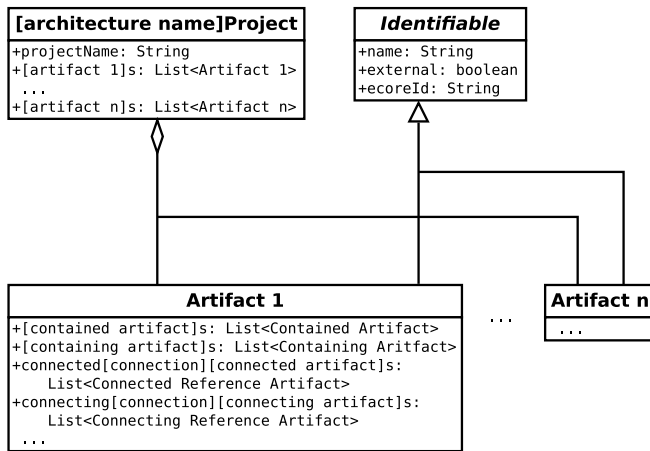 [architecture name]Project
+projectName: String
+[artifact 1]s: List<Artifact 1>
...
+[artifact n]s: List<Artifact n>
Identifiable
+name: String
+external: boolean
+ecoreId: String
Artifact 1
+[contained artifact]s: List<Contained Artifact>
+[containing artifact]s: List<Containing Aritfact>
+connected[connection][connected artifact]s:
List<Connected Reference Artifact>
+connecting[connection][connecting artifact]s:
List<Connecting Reference Artifact>
...
...
Artifact n
...